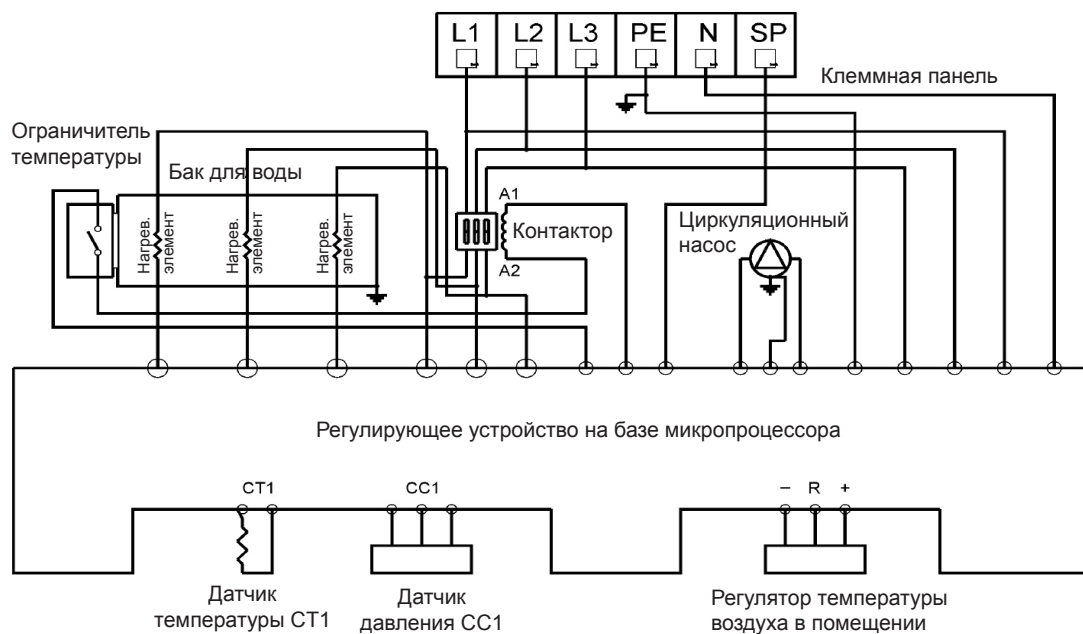 L1 L2 L3 PE N SP
Клеммная панель
Ограничитель
температуры
Бак для воды
Нагрев.
элемент
Нагрев.
элемент
Нагрев.
элемент
A1
Контактор
A2
Циркуляционный
насос
Регулирующее устройство на базе микропроцессора
CT1
CC1
– R +
Датчик
температуры CT1
Датчик
давления CC1
Регулятор температуры
воздуха в помещении